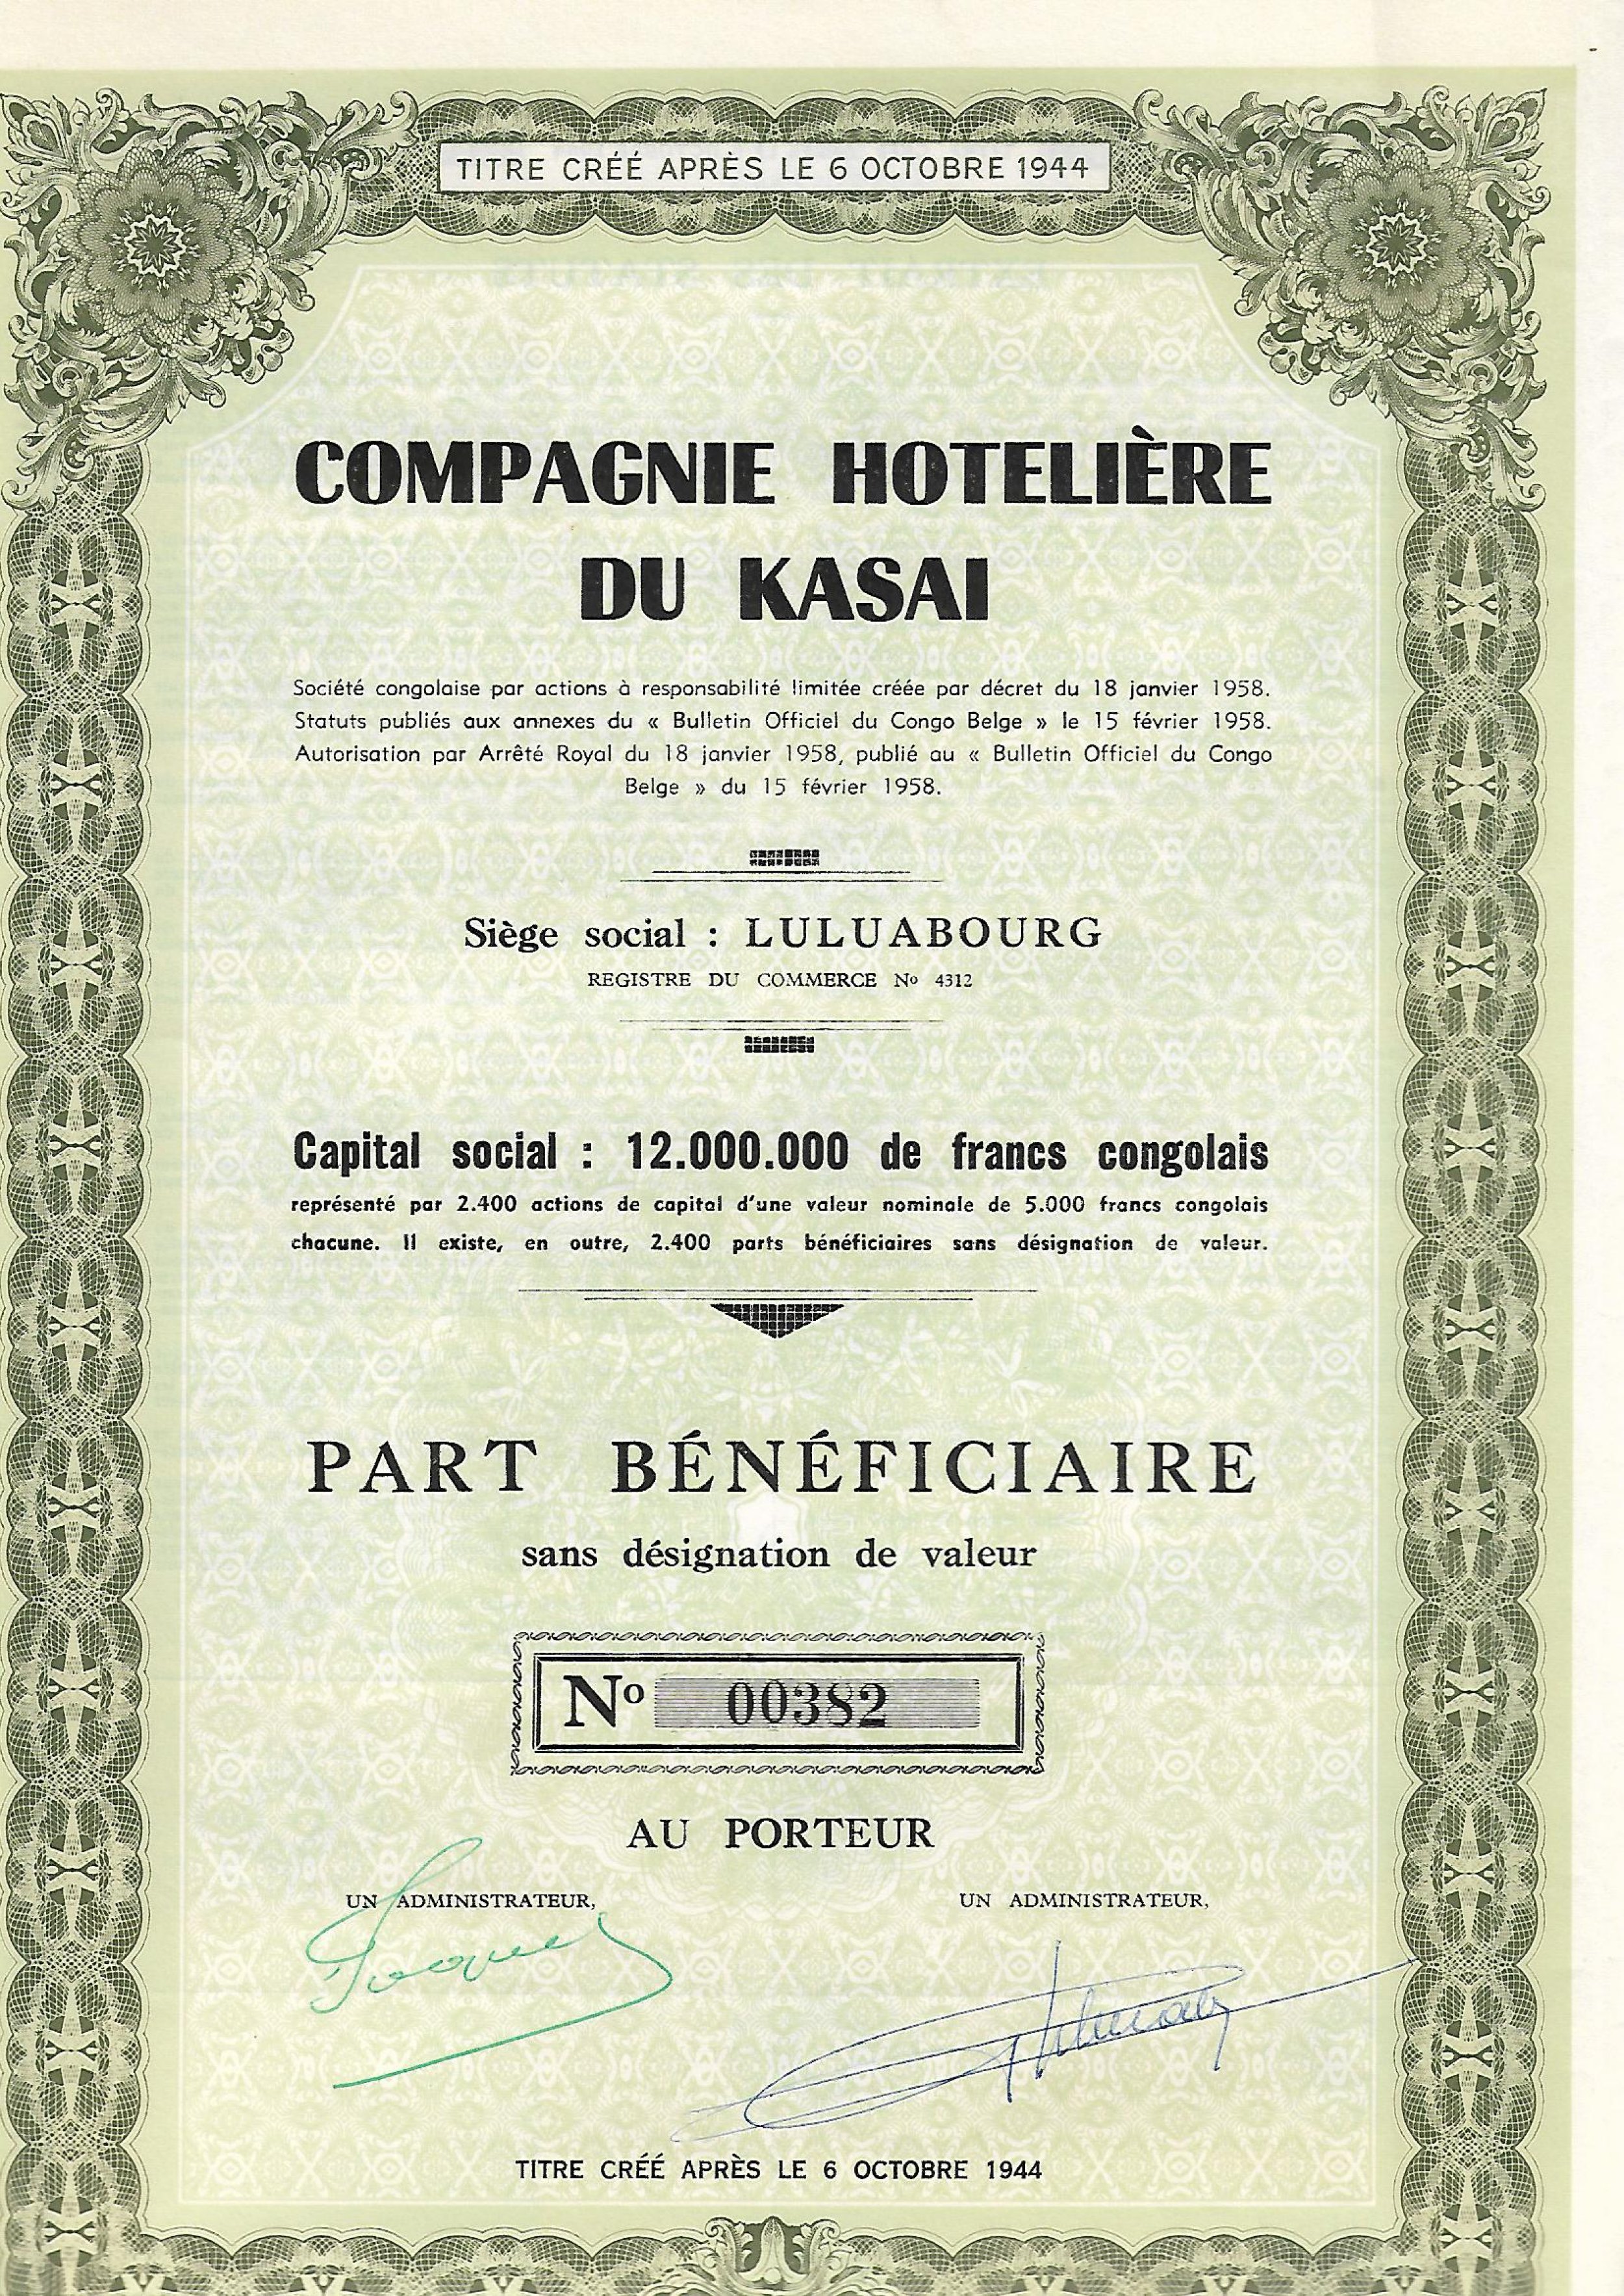 TITRE CRÉÉ APRÈS LE 6 OCTOBRE 1944
COMPAGNIE HOTELIÈRE
DU KASAI
Société congolaise par actions à responsabilité limitée créée par décret du 18 janvier 1958.
Statuts publiés aux annexes du « Bulletin Officiel du Congo Belge » le 15 février 1958.
Autorisation par Arrêté Royal du 18 janvier 1958, publié au « Bulletin Officiel du Congo
Belge » du 15 février 1958.
Siège social : LULUABOURG
REGISTRE DU COMMERCE No 4312
Capital social : 12.000.000 de francs congolais
représenté par 2.400 actions de capital d'une valeur nominale de 5.000 francs congolais
chacune. Il existe, en outre, 2.400 parts bénéficiaires sans désignation de valeur.
PART BÉNÉFICIAIRE
sans désignation de valeur
No 00382
AU PORTEUR
UN ADMINISTRATEUR, UN ADMINISTRATEUR,
TITRE CRÉÉ APRÈS LE 6 OCTOBRE 1944